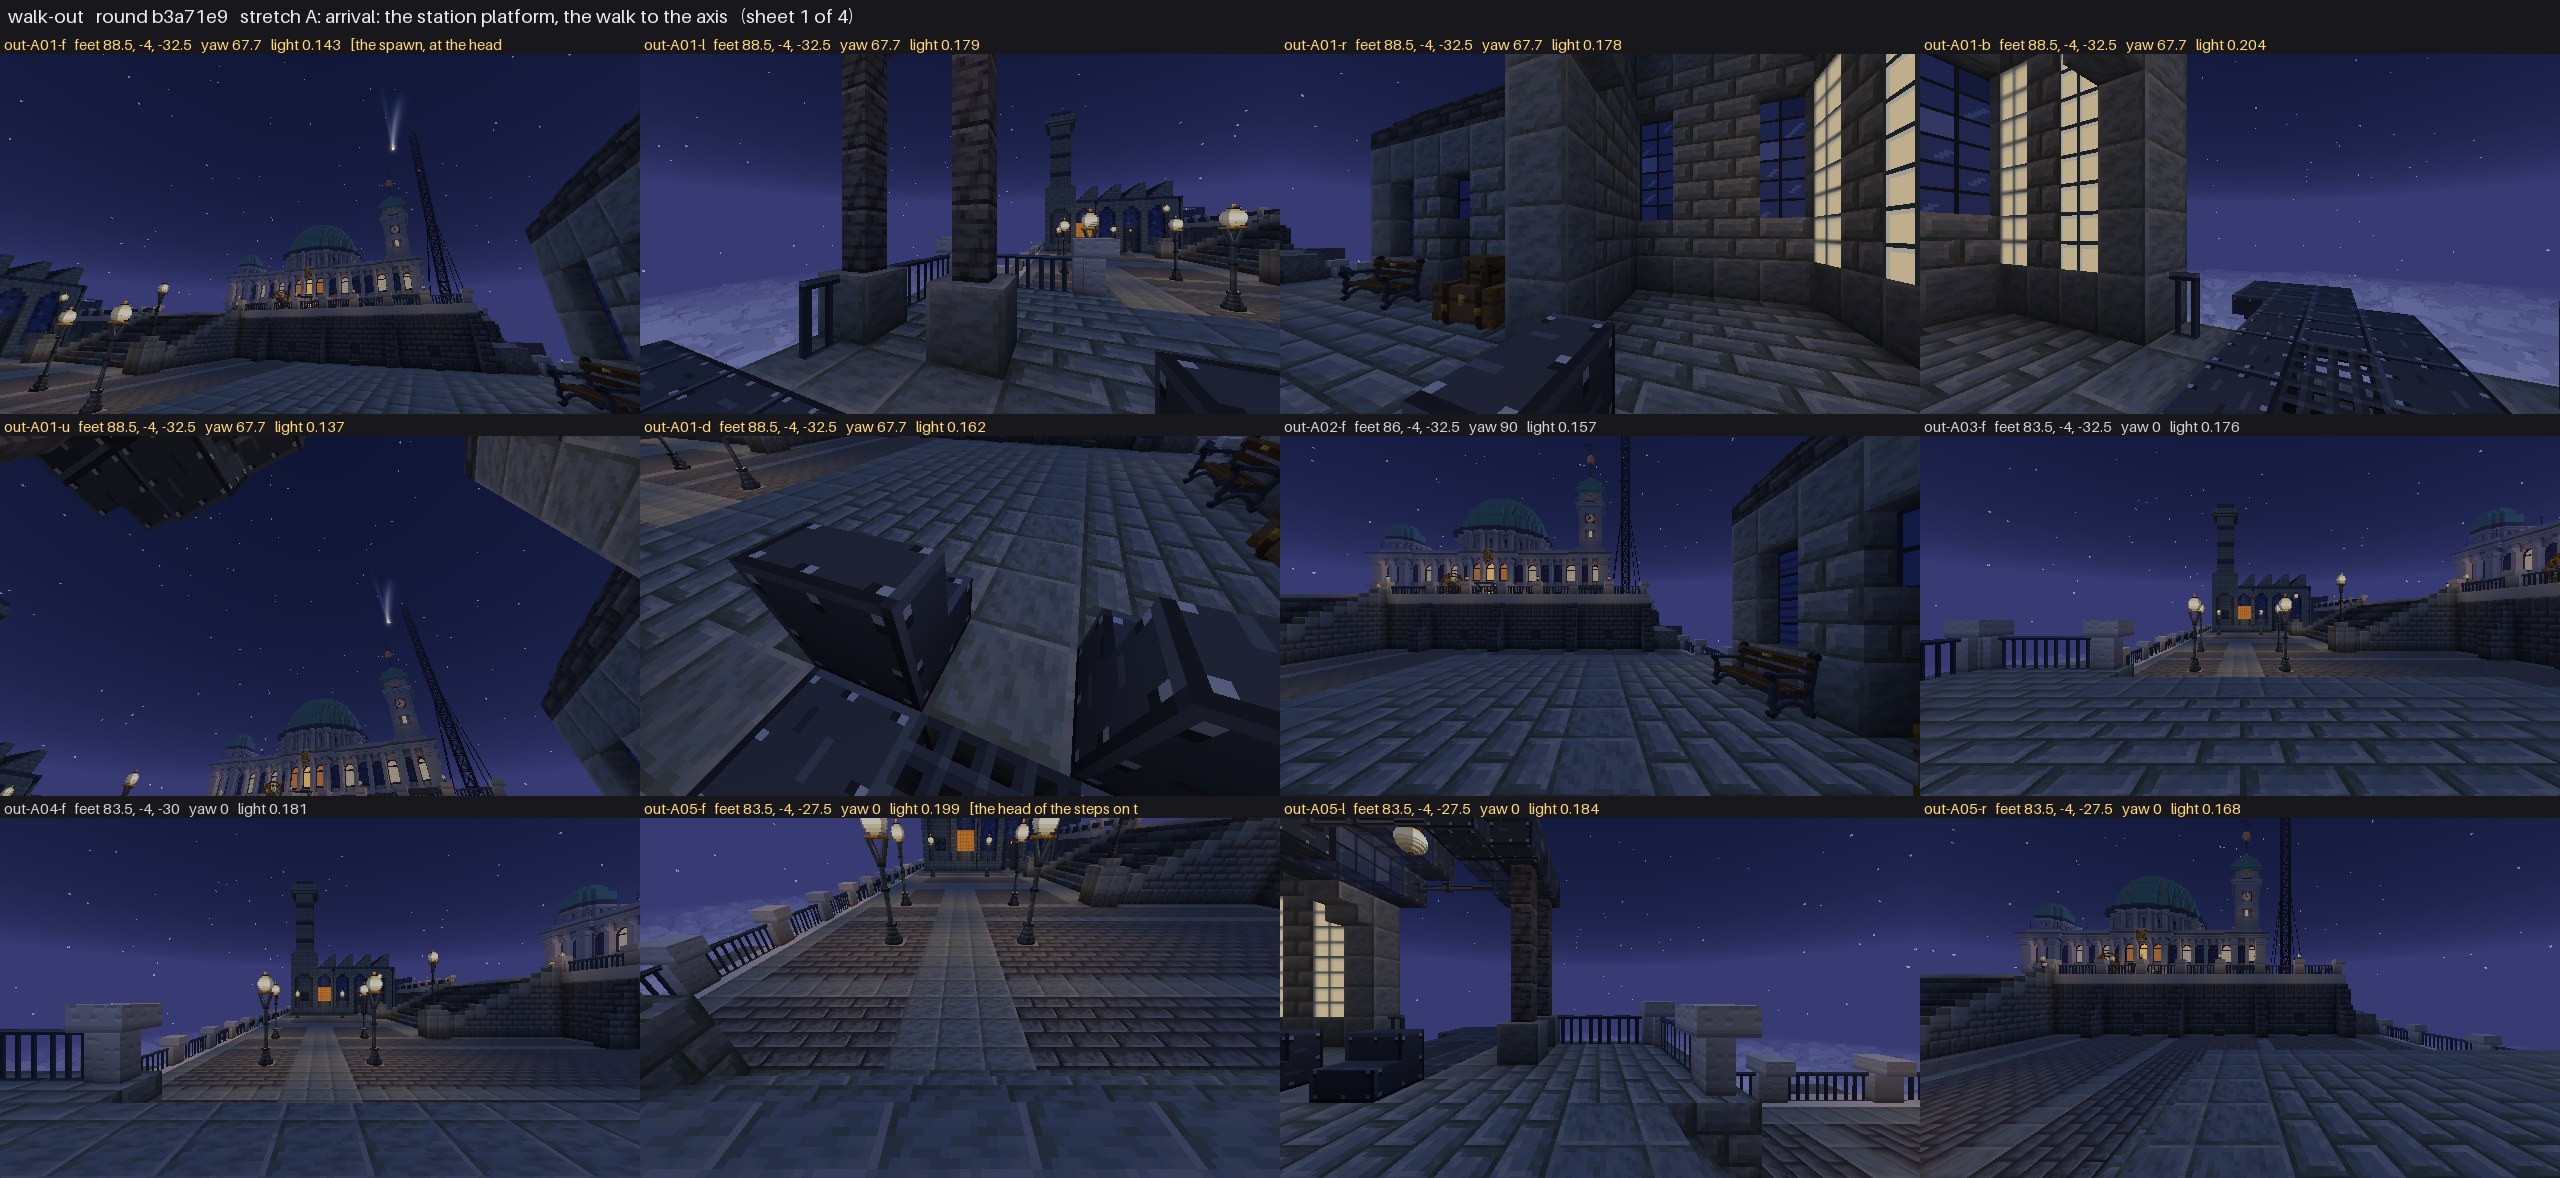 walk-out round b3a71e9 stretch A: arrival: the station platform, the walk to the axis (sheet 1 of 4)
out-A01-f feet 88.5, -4, -32.5 yaw 67.7 light 0.143 [the spawn, at the head
out-A01-l feet 88.5, -4, -32.5 yaw 67.7 light 0.179
out-A01-r feet 88.5, -4, -32.5 yaw 67.7 light 0.178
out-A01-b feet 88.5, -4, -32.5 yaw 67.7 light 0.204
out-A01-u feet 88.5, -4, -32.5 yaw 67.7 light 0.137
out-A01-d feet 88.5, -4, -32.5 yaw 67.7 light 0.162
out-A02-f feet 86, -4, -32.5 yaw 90 light 0.157
out-A03-f feet 83.5, -4, -32.5 yaw 0 light 0.176
out-A04-f feet 83.5, -4, -30 yaw 0 light 0.181
out-A05-f feet 83.5, -4, -27.5 yaw 0 light 0.199 [the head of the steps on t
out-A05-l feet 83.5, -4, -27.5 yaw 0 light 0.184
out-A05-r feet 83.5, -4, -27.5 yaw 0 light 0.168